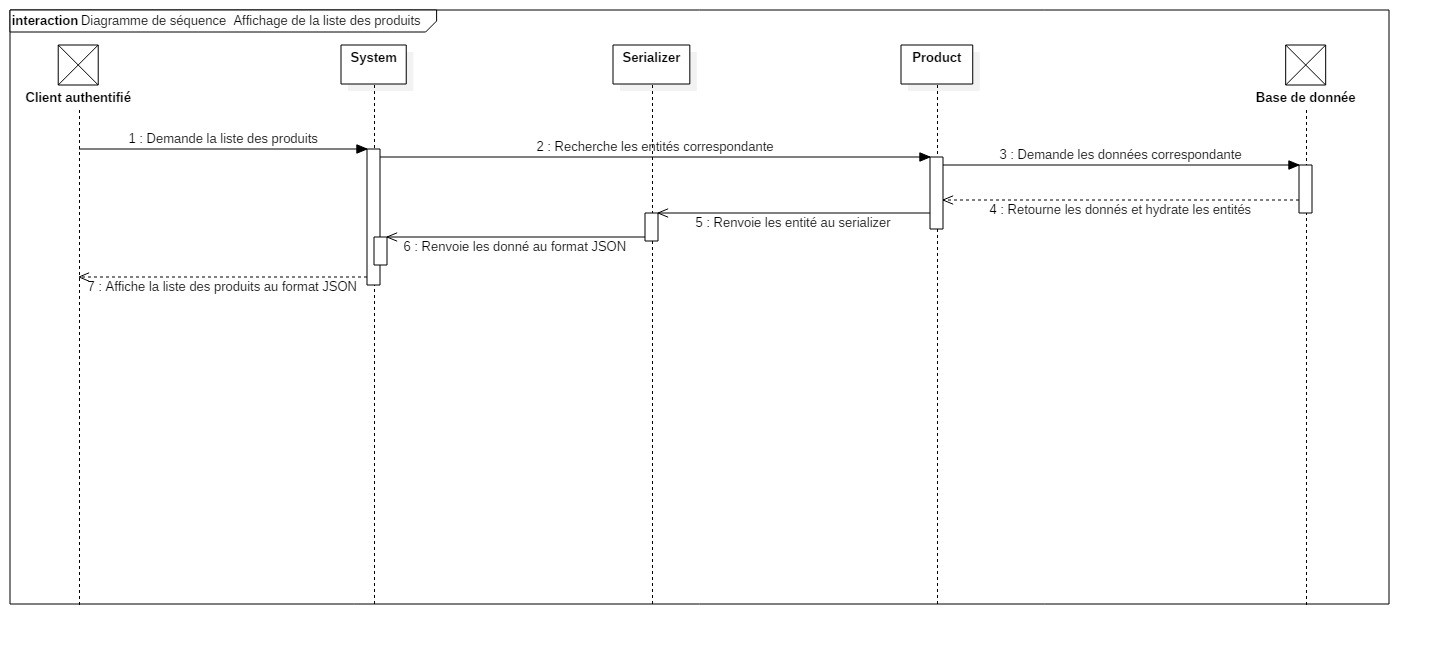 interaction Diagramme de séquence  Affichage de la liste des produits
System
Serializer
Product
Client authentifié
Base de donnée
1 : Demande la liste des produits
2 : Recherche les entités correspondante
3 : Demande les données correspondante
4 : Retourne les donnés et hydrate les entités
5 : Renvoie les entité au serializer
6 : Renvoie les donné au format JSON
7 : Affiche la liste des produits au format JSON